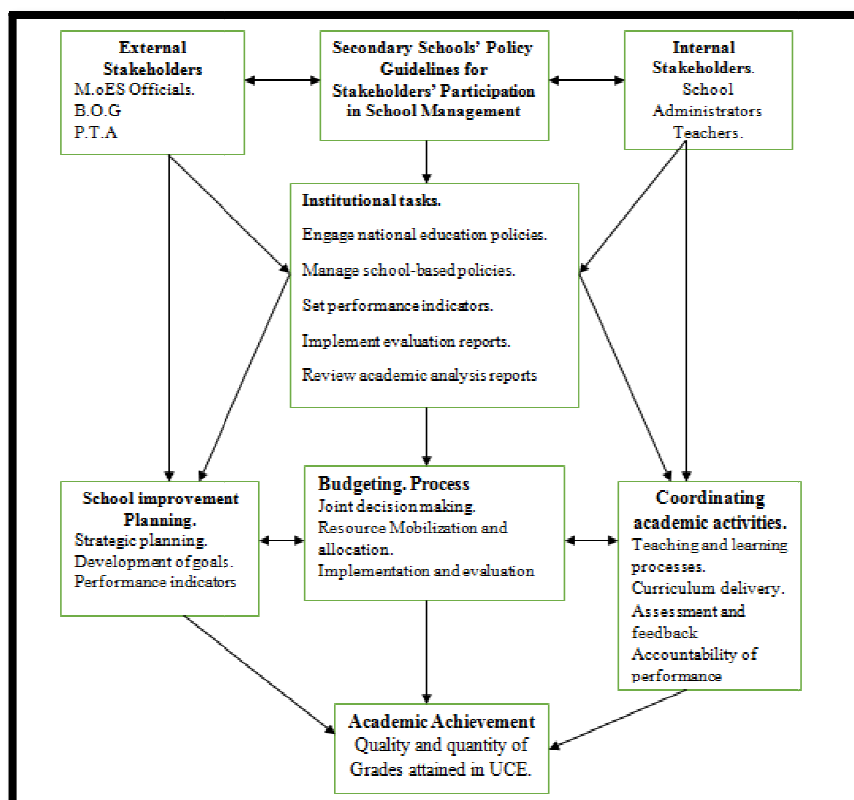 External
Stakeholders
M.oES Officials.
B.O.G
P.T.A
Secondary Schools' Policy
Guidelines for
Stakeholders' Participation
in School Management
Internal
Stakeholders.
School
Administrators
Teachers.
Institutional tasks.
Engage national education policies.
Manage school-based policies.
Set performance indicators.
Implement evaluation reports.
Review academic analysis reports
School improvement
Planning.
Strategic planning.
Development of goals.
Performance indicators
Budgeting. Process
Joint decision making.
Resource Mobilization and
allocation.
Implementation and evaluation
Coordinating
academic activities.
Teaching and learning
processes.
Curriculum delivery.
Assessment and
feedback
Accountability of
performance
Academic Achievement
Quality and quantity of
Grades attained in UCE.